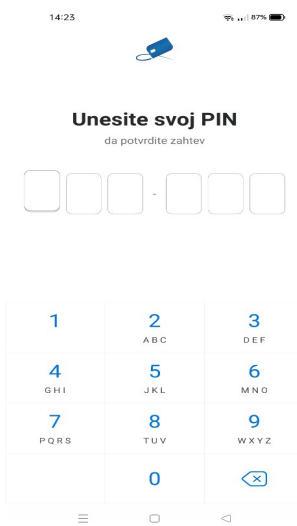 14:23
87%
Unesite svoj PIN
da potvrdite zahtev
-
1
2
3
ABC
DEF
4
5
6
GHI
JKL
MNO
7
8
9
PQRS
TUV
WXYZ
0